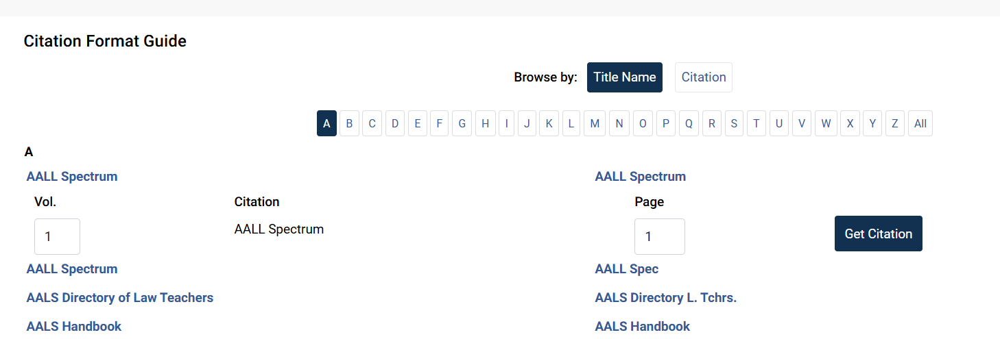 Citation Format Guide
Browse by: Title Name Citation
A B C D E F G H I J K L M N O P Q R S T U V W X Y Z All
A
AALL Spectrum AALL Spectrum
Vol. Citation Page
1 AALL Spectrum 1 Get Citation
AALL Spectrum AALL Spec
AALS Directory of Law Teachers AALS Directory L. Tchrs.
AALS Handbook AALS Handbook